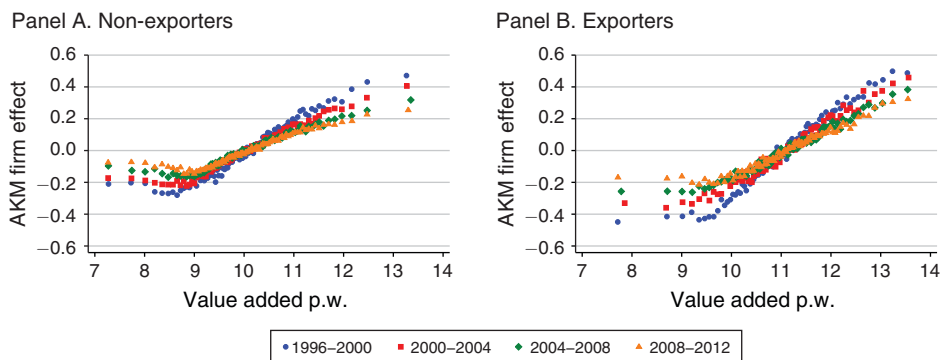 Panel A. Non-exporters
0.6
0.4
0.2
0.0
−0.2
−0.4
−0.6
AKM firm effect
7 8 9 10 11 12 13 14
Value added p.w.
Panel B. Exporters
0.6
0.4
0.2
0.0
−0.2
−0.4
−0.6
AKM firm effect
7 8 9 10 11 12 13 14
Value added p.w.
1996–2000 2000–2004 2004–2008 2008–2012